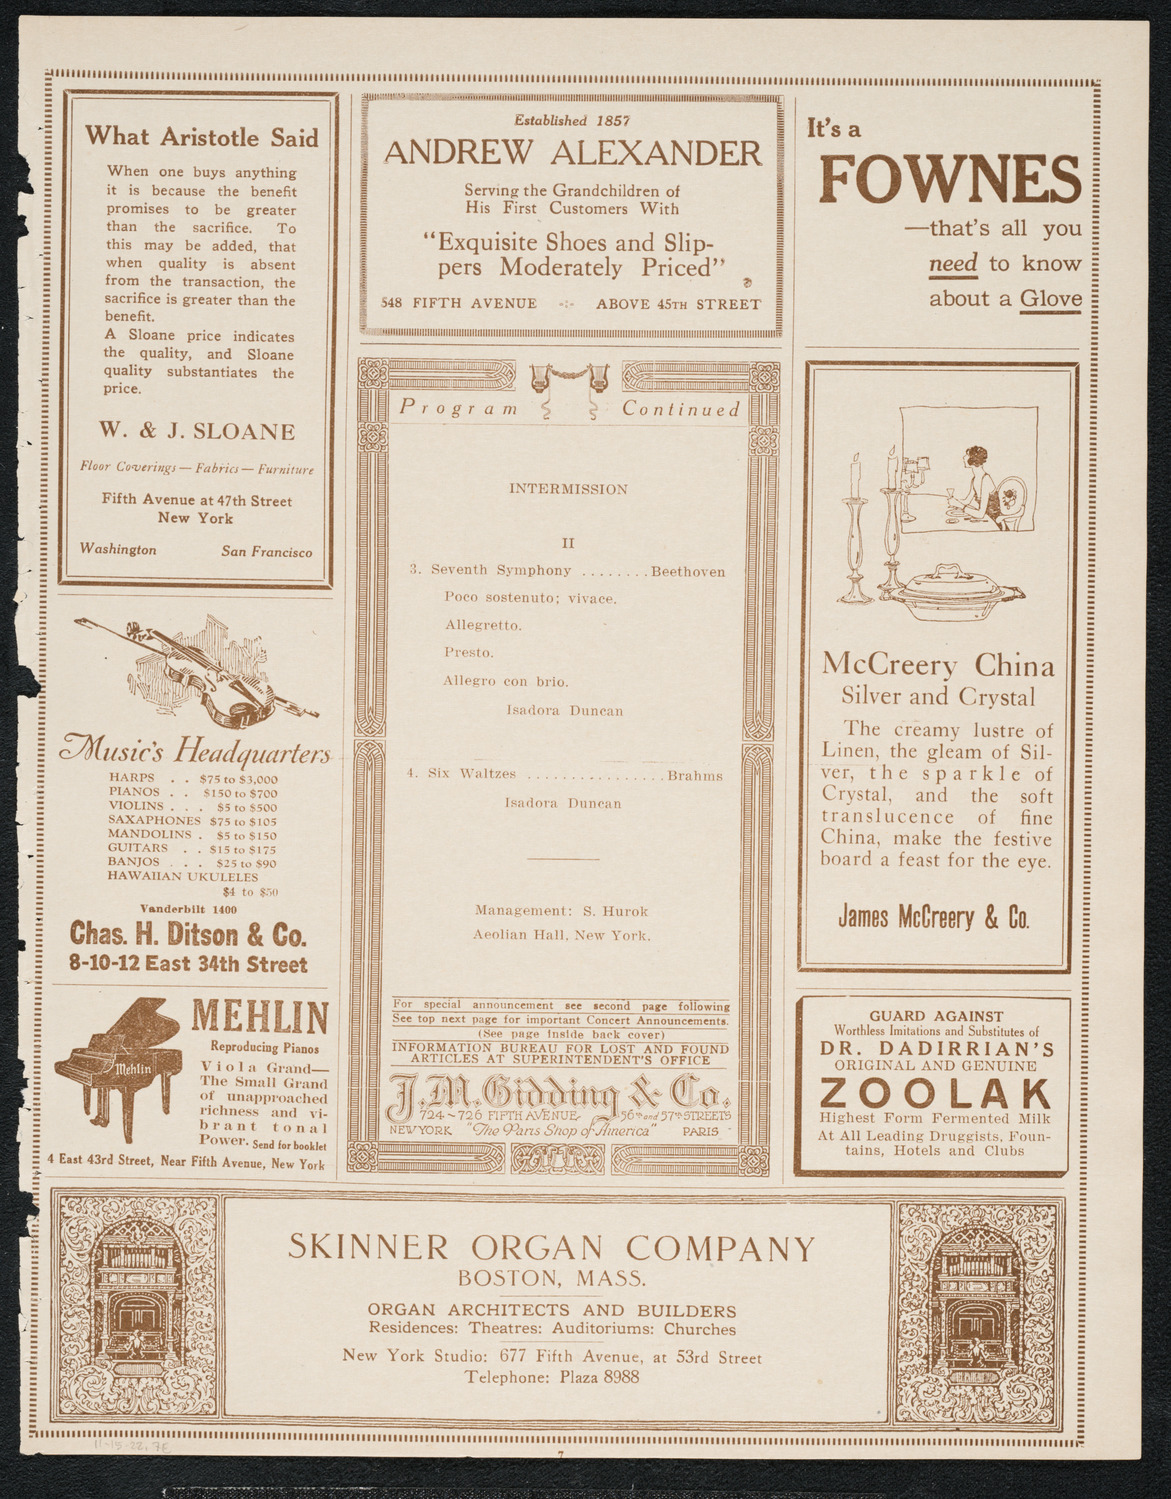 What Aristotle Said
When one buys anything
it is because the benefit
promises to be greater
than the sacrifice. To
this may be added, that
when quality is absent
from the transaction, the
sacrifice is greater than the
benefit.
A Sloane price indicates
the quality, and Sloane
quality substantiates the
price.
W. & J. SLOANE
Floor Coverings — Fabrics — Furniture
Fifth Avenue at 47th Street
New York
Washington San Francisco
Music's Headquarters
HARPS . . $75 to $3,000
PIANOS . . $150 to $700
VIOLINS . . . $5 to $500
SAXAPHONES $75 to $105
MANDOLINS . $5 to $150
GUITARS . . $15 to $175
BANJOS . . . $25 to $90
HAWAIIAN UKULELES
$4 to $50
Vanderbilt 1400
Chas. H. Ditson & Co.
8-10-12 East 34th Street
Mehlin
MEHLIN
Reproducing Pianos
Viola Grand—
The Small Grand
of unapproached
richness and vi-
brant tonal
Power. Send for booklet
4 East 43rd Street, Near Fifth Avenue, New York
Established 1857
ANDREW ALEXANDER
Serving the Grandchildren of
His First Customers With
"Exquisite Shoes and Slip-
pers Moderately Priced"
548 FIFTH AVENUE -:- ABOVE 45TH STREET
Program Continued
INTERMISSION
II
3. Seventh Symphony ........Beethoven
Poco sostenuto; vivace.
Allegretto.
Presto.
Allegro con brio.
Isadora Duncan
4. Six Waltzes ................Brahms
Isadora Duncan
Management: S. Hurok
Aeolian Hall, New York.
For special announcement see second page following
See top next page for important Concert Announcements.
(See page inside back cover)
INFORMATION BUREAU FOR LOST AND FOUND
ARTICLES AT SUPERINTENDENT'S OFFICE
J.M. Gidding & Co.
724~726 FIFTH AVENUE 56th and 57th STREETS
NEW YORK "The Paris Shop of America" PARIS
It's a
FOWNES
—that's all you
need to know
about a Glove
McCreery China
Silver and Crystal
The creamy lustre of
Linen, the gleam of Sil-
ver, the sparkle of
Crystal, and the soft
translucence of fine
China, make the festive
board a feast for the eye.
James McCreery & Co.
GUARD AGAINST
Worthless Imitations and Substitutes of
DR. DADIRRIAN'S
ORIGINAL AND GENUINE
ZOOLAK
Highest Form Fermented Milk
At All Leading Druggists, Foun-
tains, Hotels and Clubs
SKINNER ORGAN COMPANY
BOSTON, MASS.
ORGAN ARCHITECTS AND BUILDERS
Residences: Theatres: Auditoriums: Churches
New York Studio: 677 Fifth Avenue, at 53rd Street
Telephone: Plaza 8988
11-15-22, 7E
7